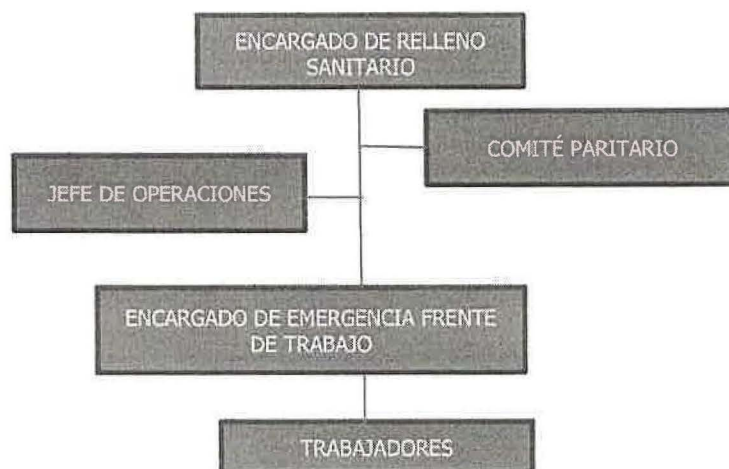 ENCARGADO DE RELLENO
SANITARIO
COMITÉ PARITARIO
JEFE DE OPERACIONES
ENCARGADO DE EMERGENCIA FRENTE
DE TRABAJO
TRABAJADORES